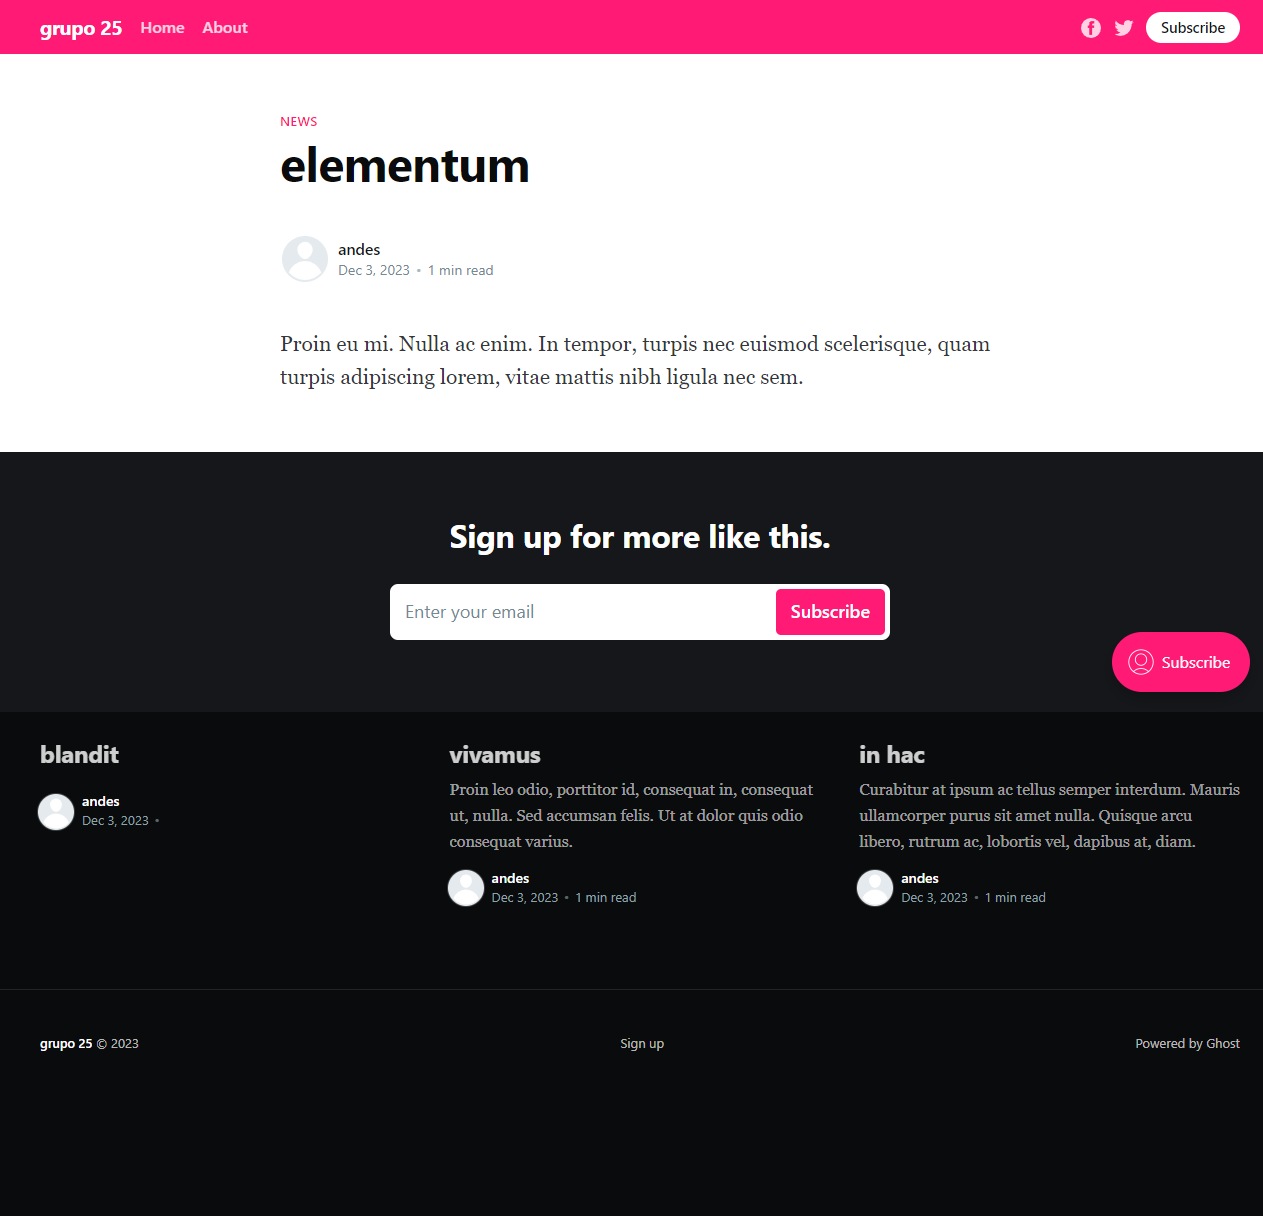 grupo 25 Home About Subscribe
NEWS
elementum
andes
Dec 3, 2023 • 1 min read
Proin eu mi. Nulla ac enim. In tempor, turpis nec euismod scelerisque, quam
turpis adipiscing lorem, vitae mattis nibh ligula nec sem.
Sign up for more like this.
Enter your email Subscribe
Subscribe
blandit
andes
Dec 3, 2023 •
vivamus
Proin leo odio, porttitor id, consequat in, consequat
ut, nulla. Sed accumsan felis. Ut at dolor quis odio
consequat varius.
andes
Dec 3, 2023 • 1 min read
in hac
Curabitur at ipsum ac tellus semper interdum. Mauris
ullamcorper purus sit amet nulla. Quisque arcu
libero, rutrum ac, lobortis vel, dapibus at, diam.
andes
Dec 3, 2023 • 1 min read
grupo 25 © 2023 Sign up Powered by Ghost